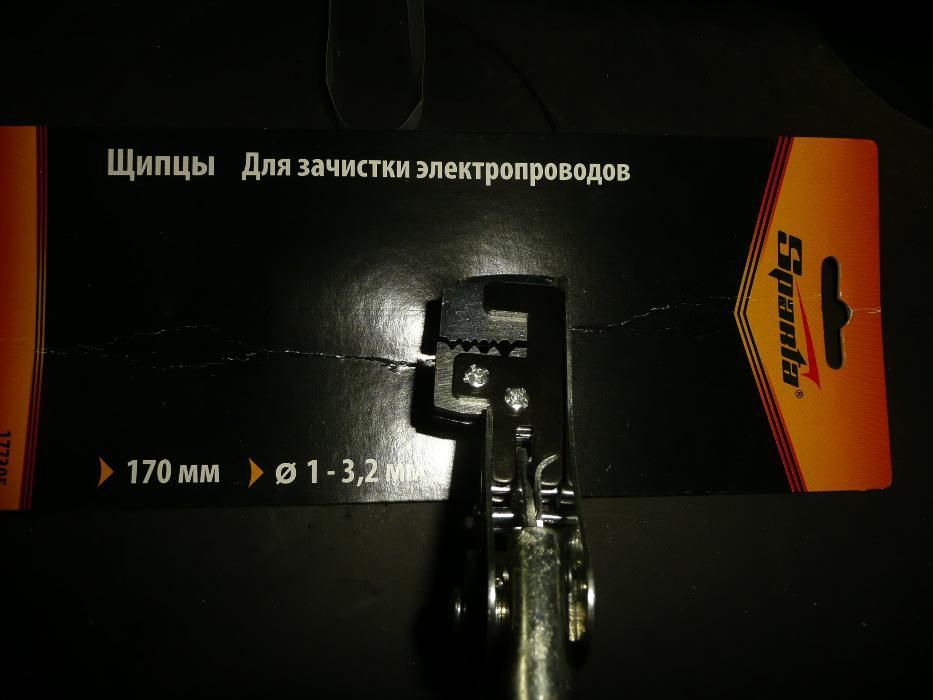 Щипцы Для зачистки электропроводов
Sparta®
170 мм ø 1 - 3,2 мм